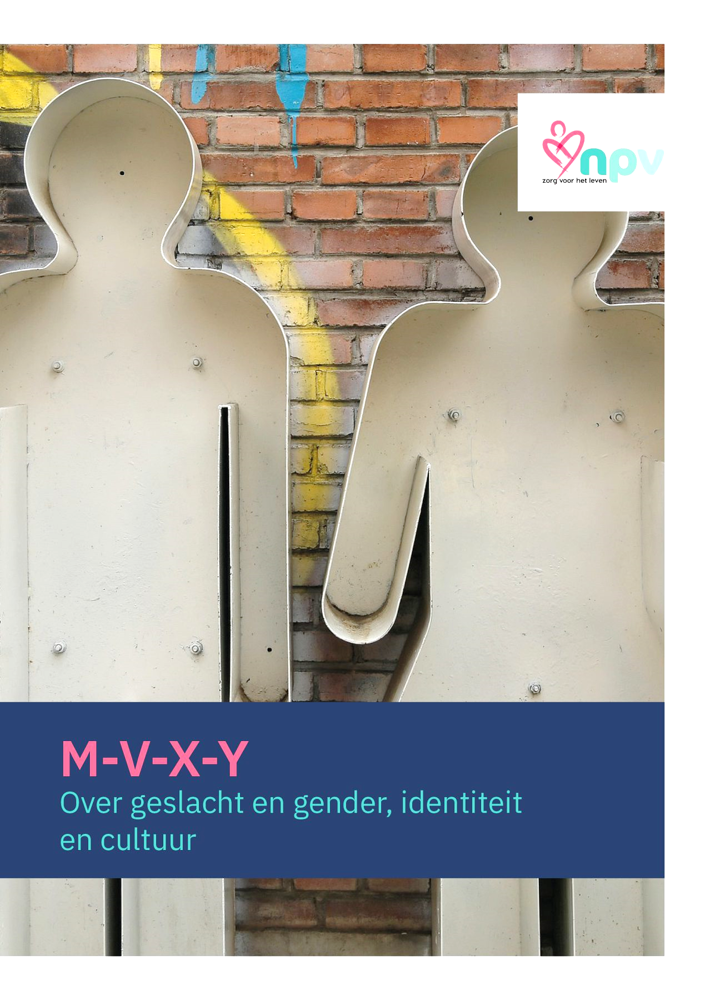 npv
zorg voor het leven
M-V-X-Y
Over geslacht en gender, identiteit
en cultuur